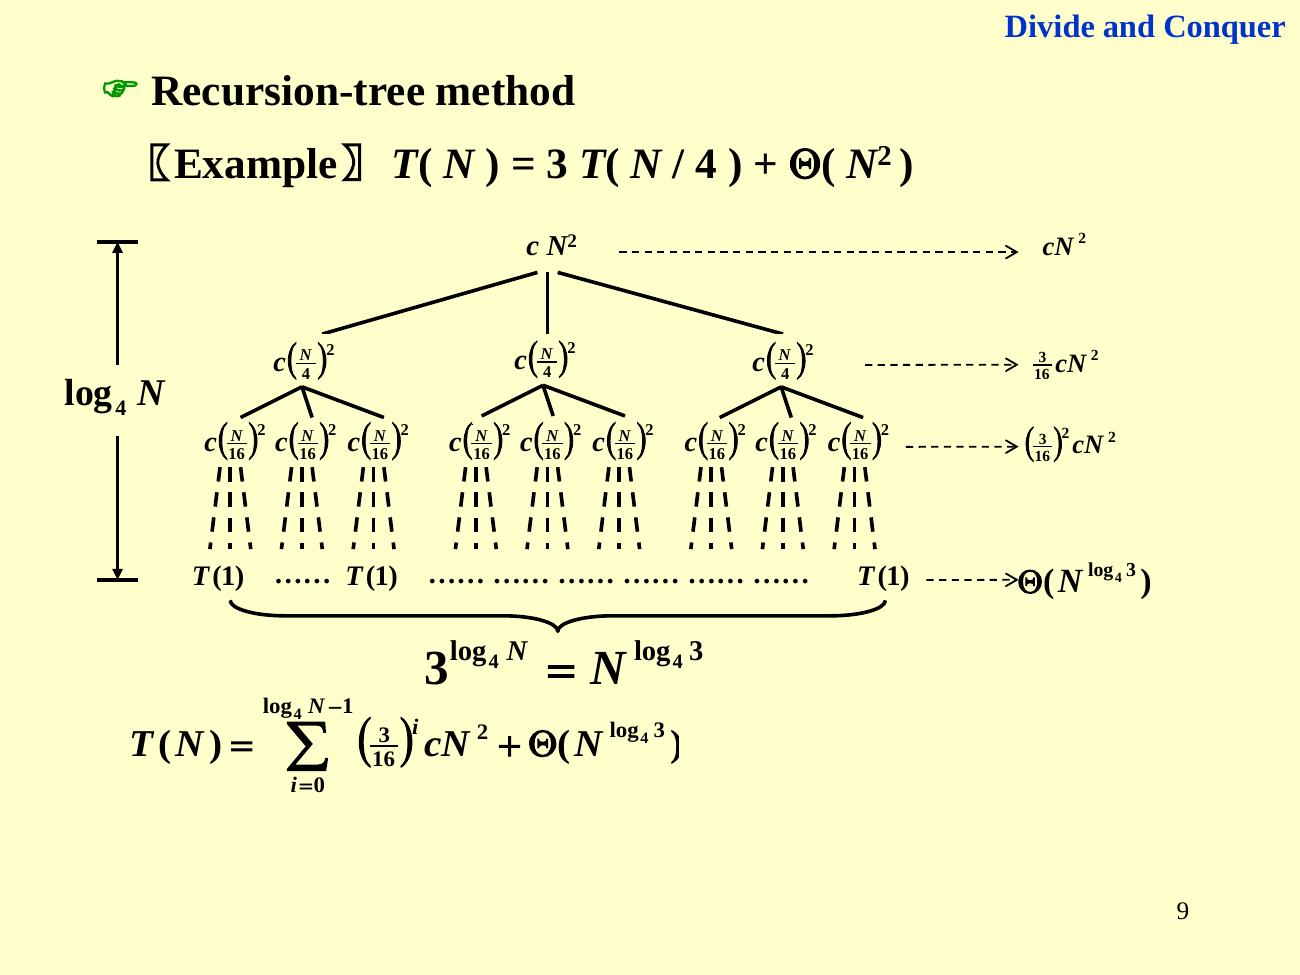 Divide and Conquer
☞ Recursion-tree method
〖Example〗 T( N ) = 3 T( N / 4 ) + Θ( N² )
c N² cN²
c(N/4)² c(N/4)² c(N/4)² 3/16 cN²
log₄ N
c(N/16)² c(N/16)² c(N/16)² c(N/16)² c(N/16)² c(N/16)² c(N/16)² c(N/16)² c(N/16)² (3/16)² cN²
T(1) …… T(1) …… …… …… …… …… …… T(1) Θ(N^{log₄ 3})
3^{log₄ N} = N^{log₄ 3}
T(N) = ∑_{i=0}^{log₄ N−1} (3/16)^i cN² + Θ(N^{log₄ 3})
9